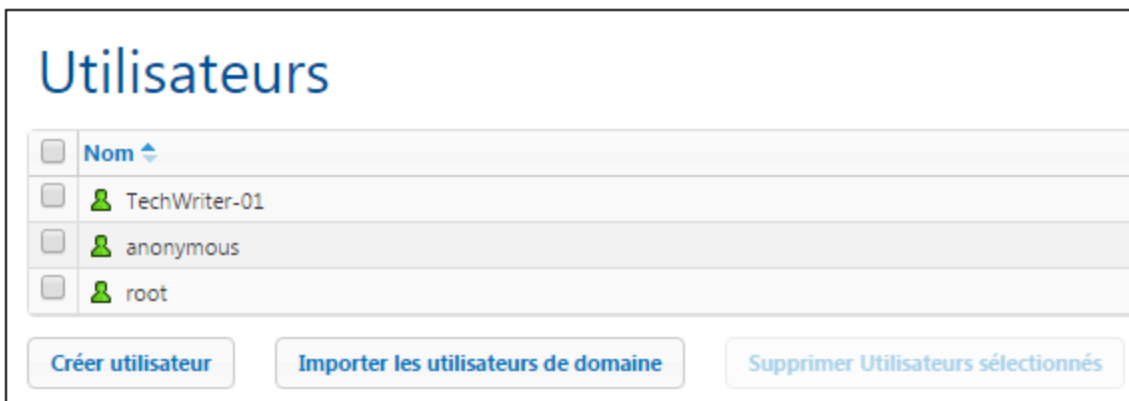 Utilisateurs
Nom
TechWriter-01
anonymous
root
Créer utilisateur Importer les utilisateurs de domaine Supprimer Utilisateurs sélectionnés